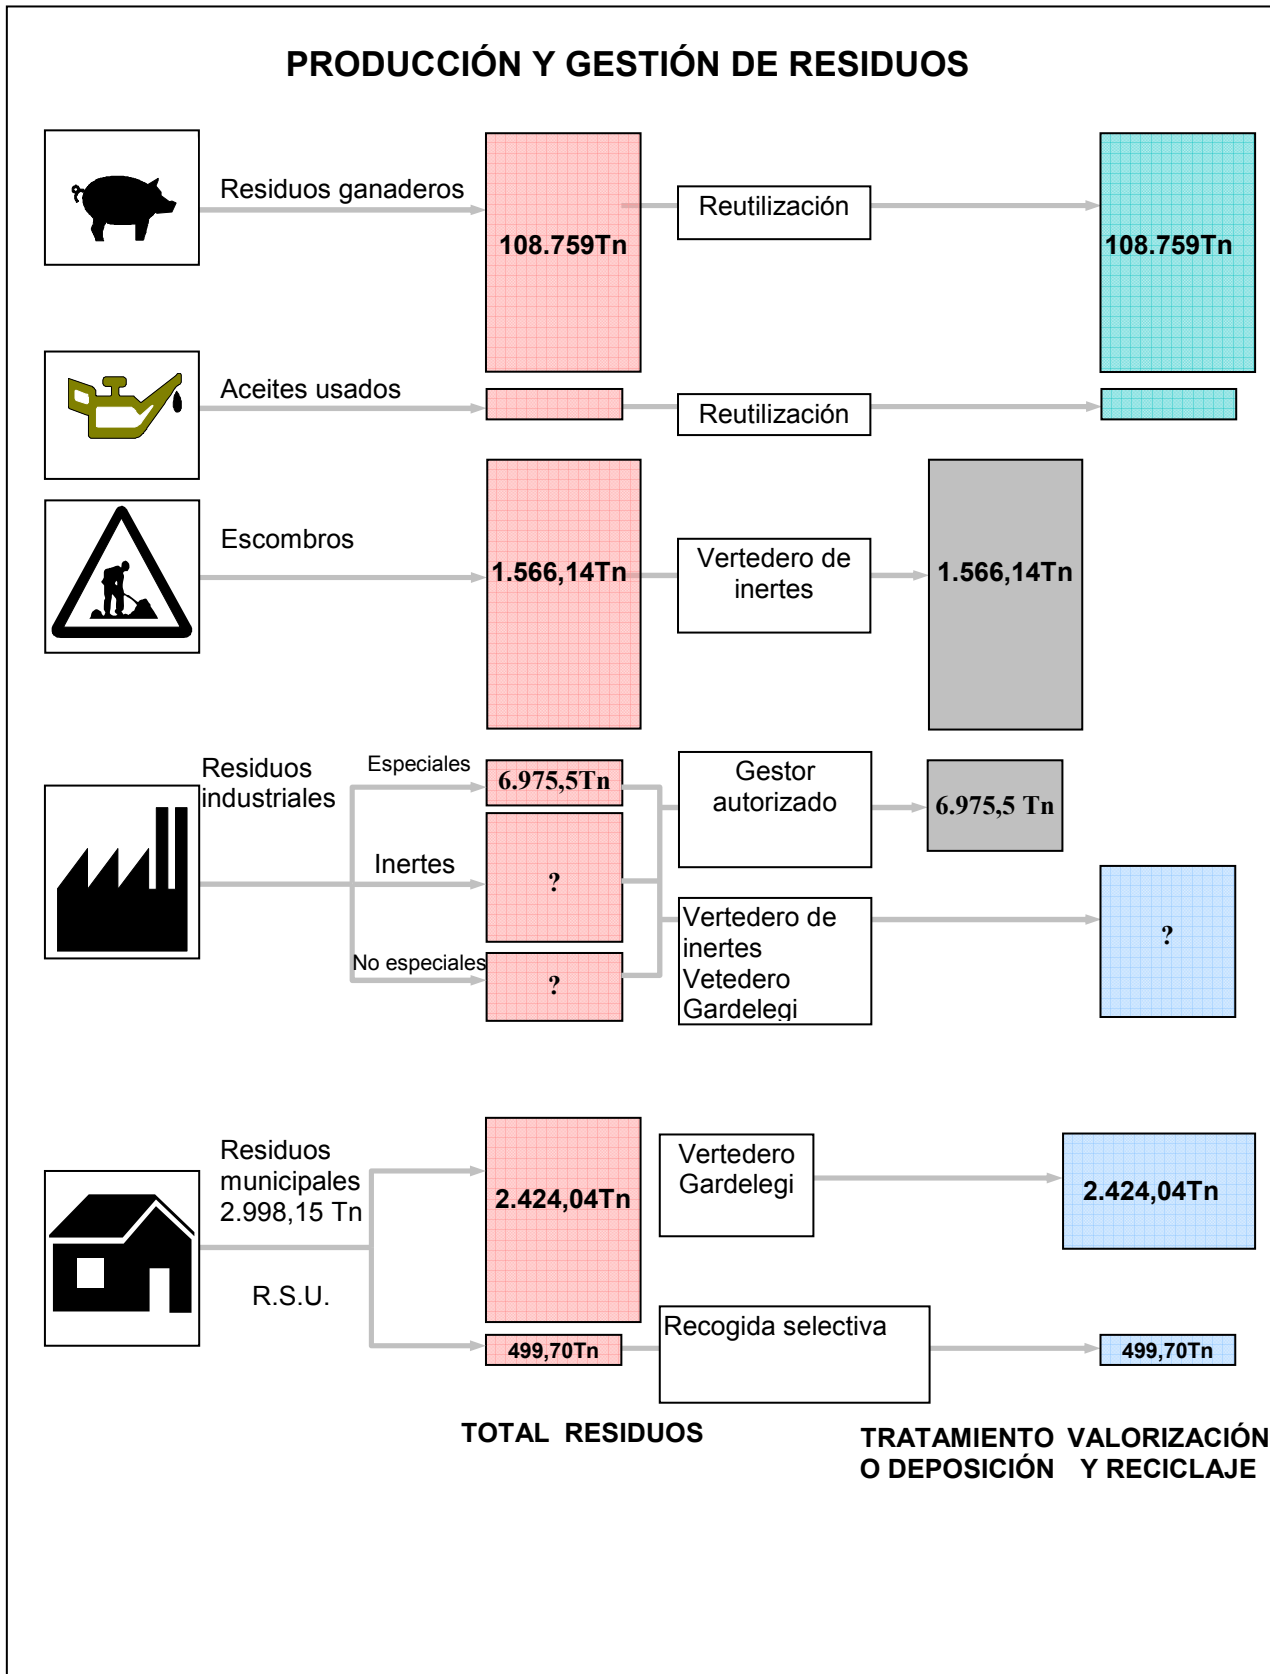 PRODUCCIÓN Y GESTIÓN DE RESIDUOS
Residuos ganaderos
108.759Tn
Reutilización
108.759Tn
Aceites usados
Reutilización
Escombros
1.566,14Tn
Vertedero de
inertes
1.566,14Tn
Residuos
industriales
Especiales
6.975,5Tn
Gestor
autorizado
6.975,5 Tn
Inertes
?
No especiales
?
Vertedero de
inertes
Vetedero
Gardelegi
?
Residuos
municipales
2.998,15 Tn
R.S.U.
2.424,04Tn
Vertedero
Gardelegi
2.424,04Tn
499,70Tn
Recogida selectiva
499,70Tn
TOTAL RESIDUOS
TRATAMIENTO
O DEPOSICIÓN
VALORIZACIÓN
Y RECICLAJE